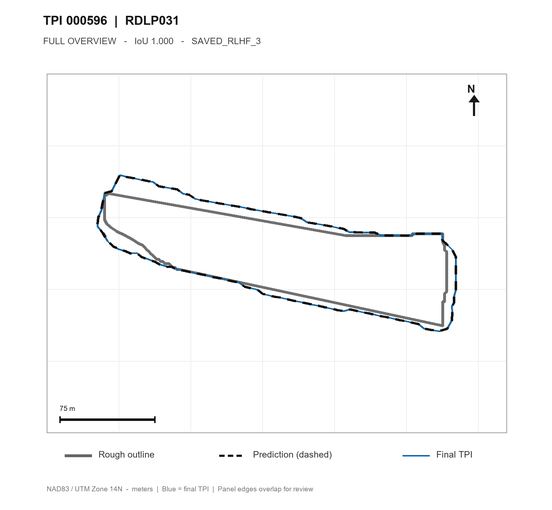 TPI 000596 | RDLP031
FULL OVERVIEW - IoU 1.000 - SAVED_RLHF_3
N
75 m
Rough outline Prediction (dashed) Final TPI
NAD83 / UTM Zone 14N - meters | Blue = final TPI | Panel edges overlap for review